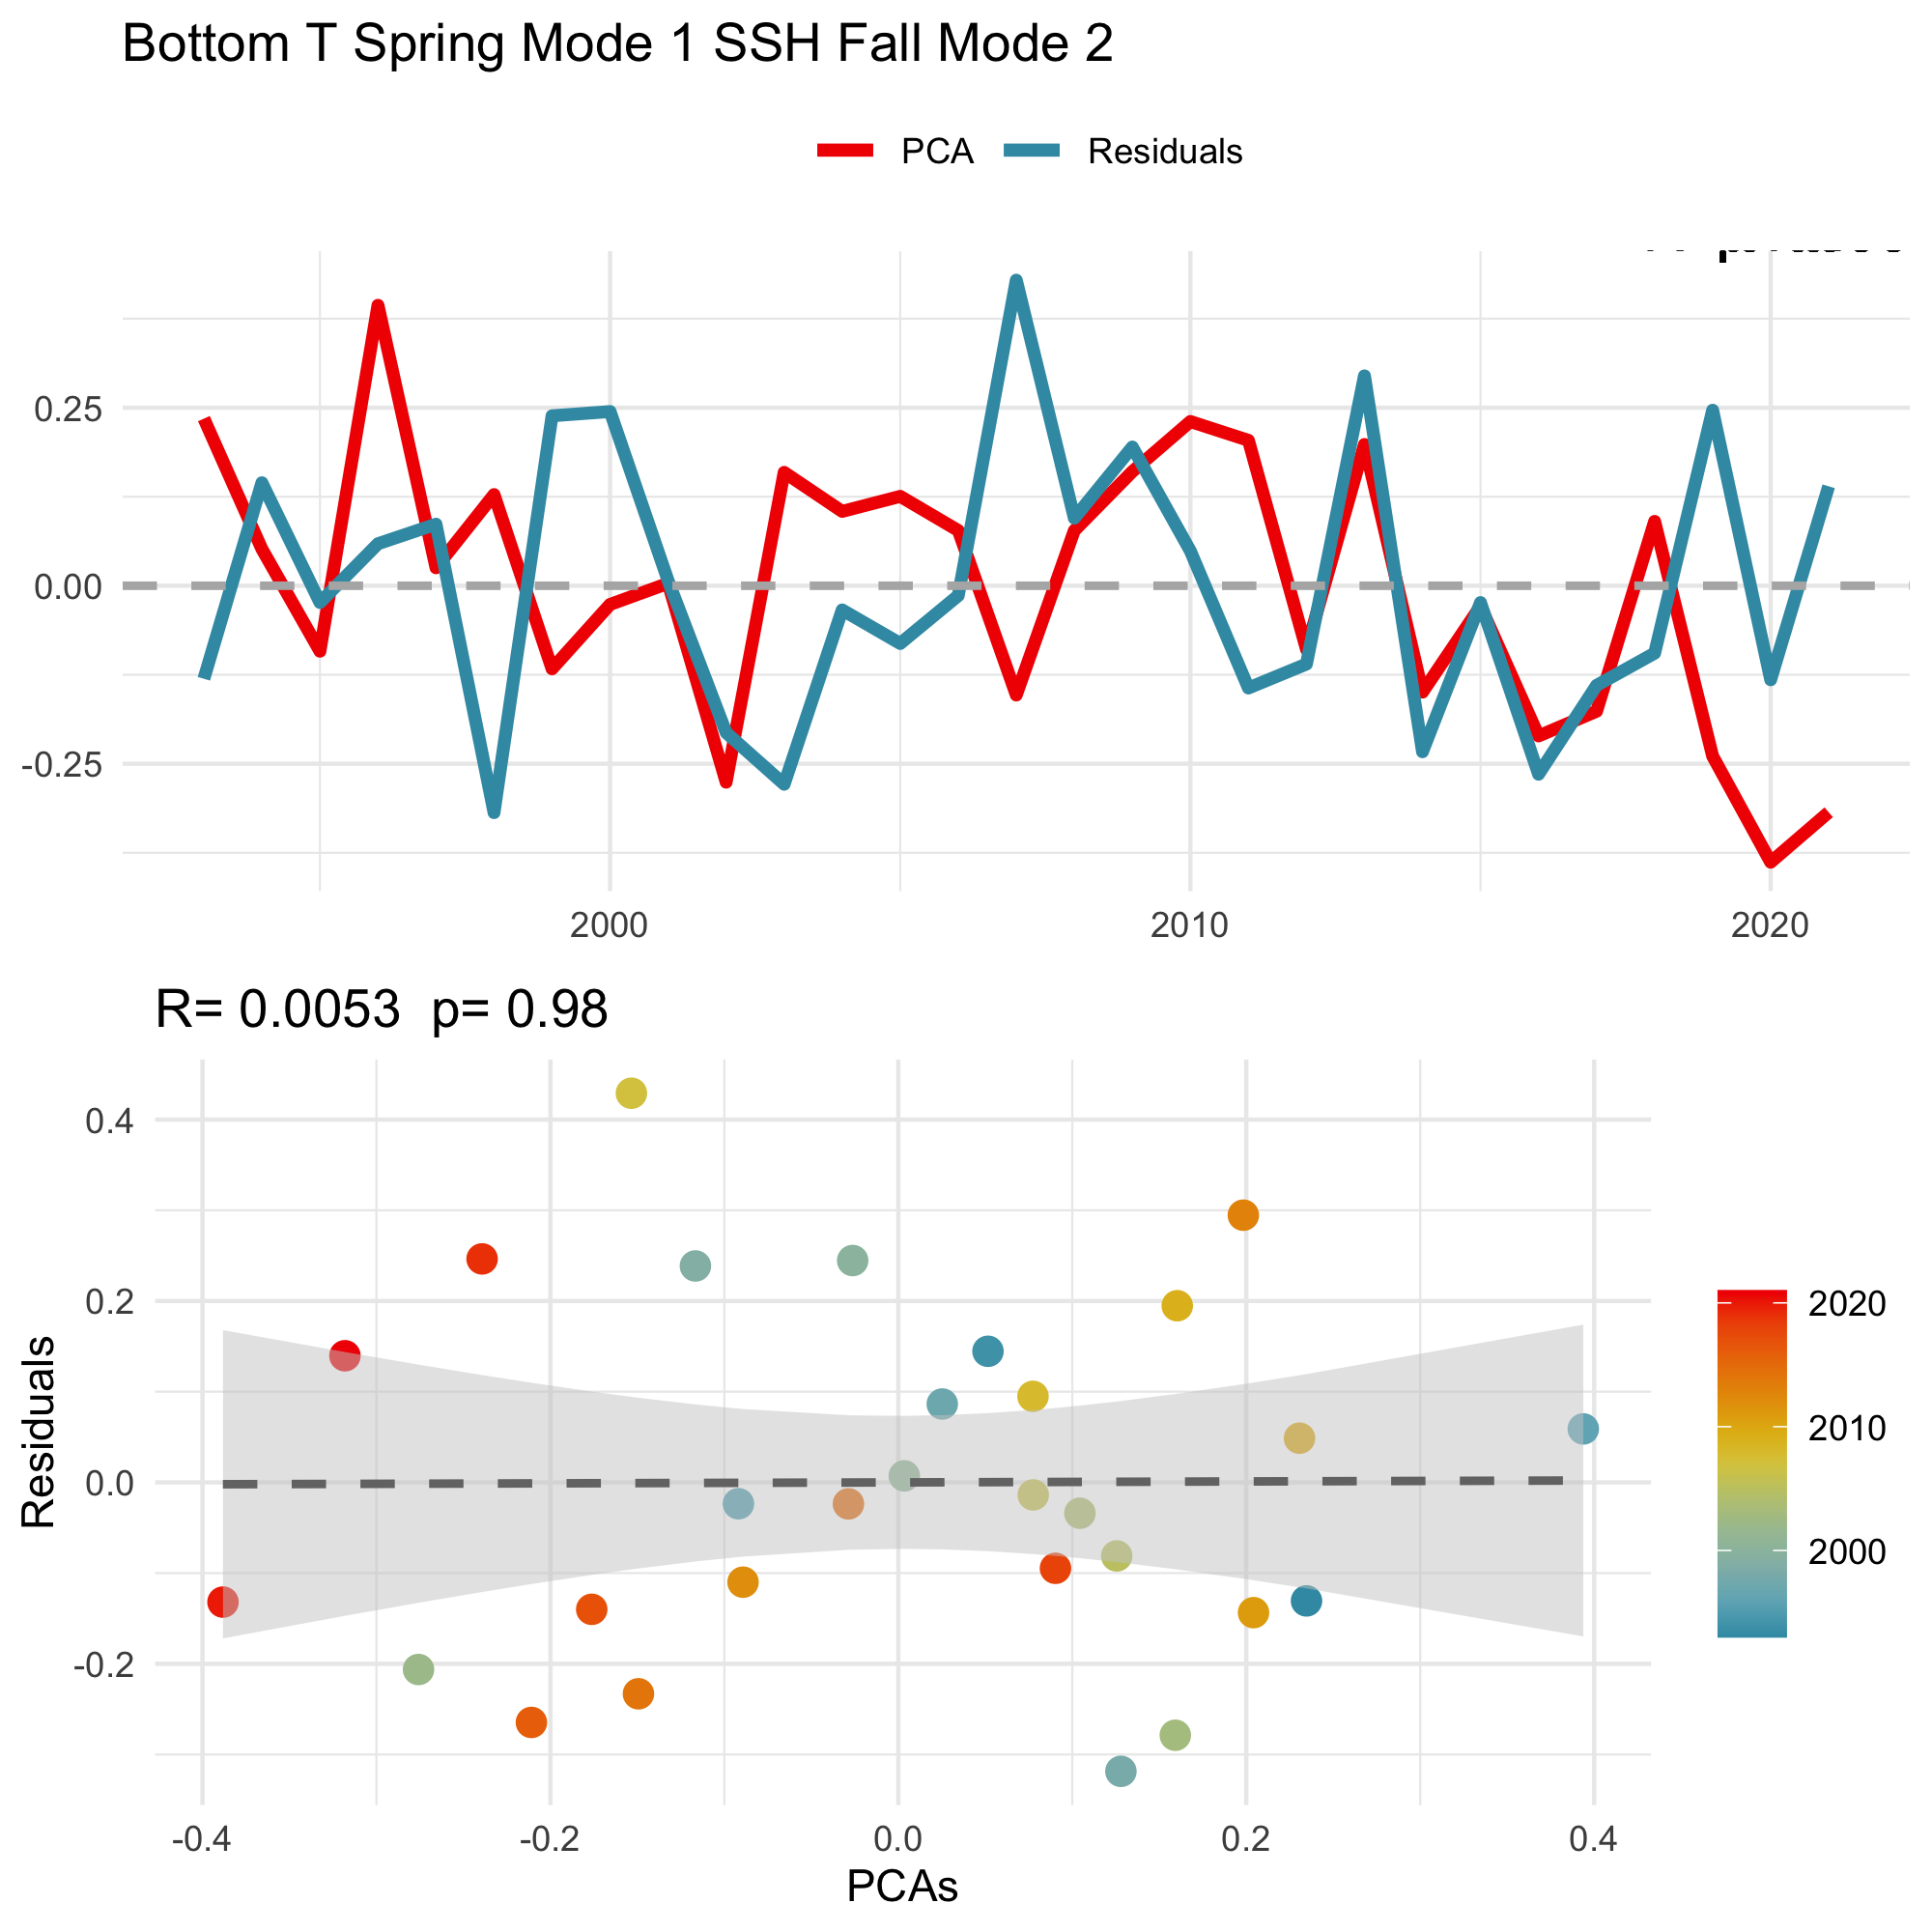 Bottom T Spring Mode 1 SSH Fall Mode 2
PCA Residuals
0.25
0.00
-0.25
2000 2010 2020
R= 0.0053 p= 0.98
Residuals
0.4
0.2
0.0
-0.2
-0.4 -0.2 0.0 0.2 0.4
PCAs
2020
2010
2000